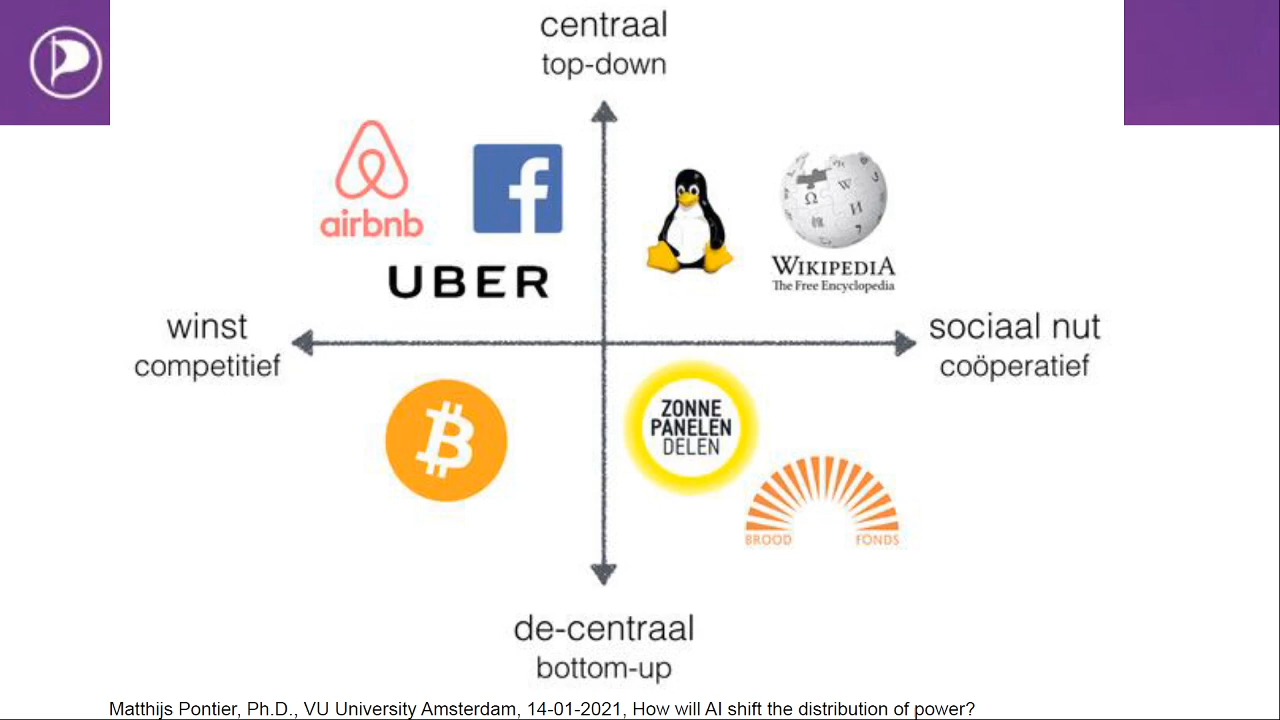 centraal
top-down
airbnb
f
UBER
WIKIPEDIA
The Free Encyclopedia
winst
competitief
sociaal nut
coöperatief
ZONNE
PANELEN
DELEN
BROOD FONDS
de-centraal
bottom-up
Matthijs Pontier, Ph.D., VU University Amsterdam, 14-01-2021, How will AI shift the distribution of power?